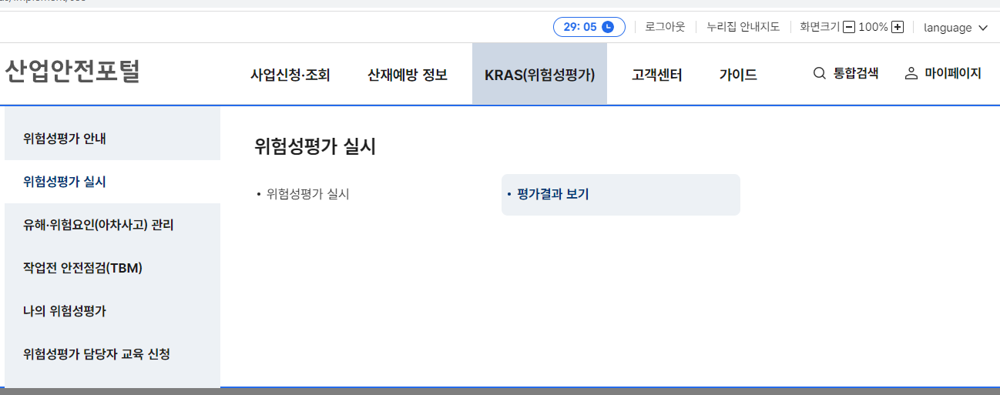 29: 05 로그아웃 누리집 안내지도 화면크기 100% language
산업안전포털 사업신청·조회 산재예방 정보 KRAS(위험성평가) 고객센터 가이드 통합검색 마이페이지
위험성평가 안내
위험성평가 실시
유해·위험요인(아차사고) 관리
작업전 안전점검(TBM)
나의 위험성평가
위험성평가 담당자 교육 신청
위험성평가 실시
• 위험성평가 실시 • 평가결과 보기